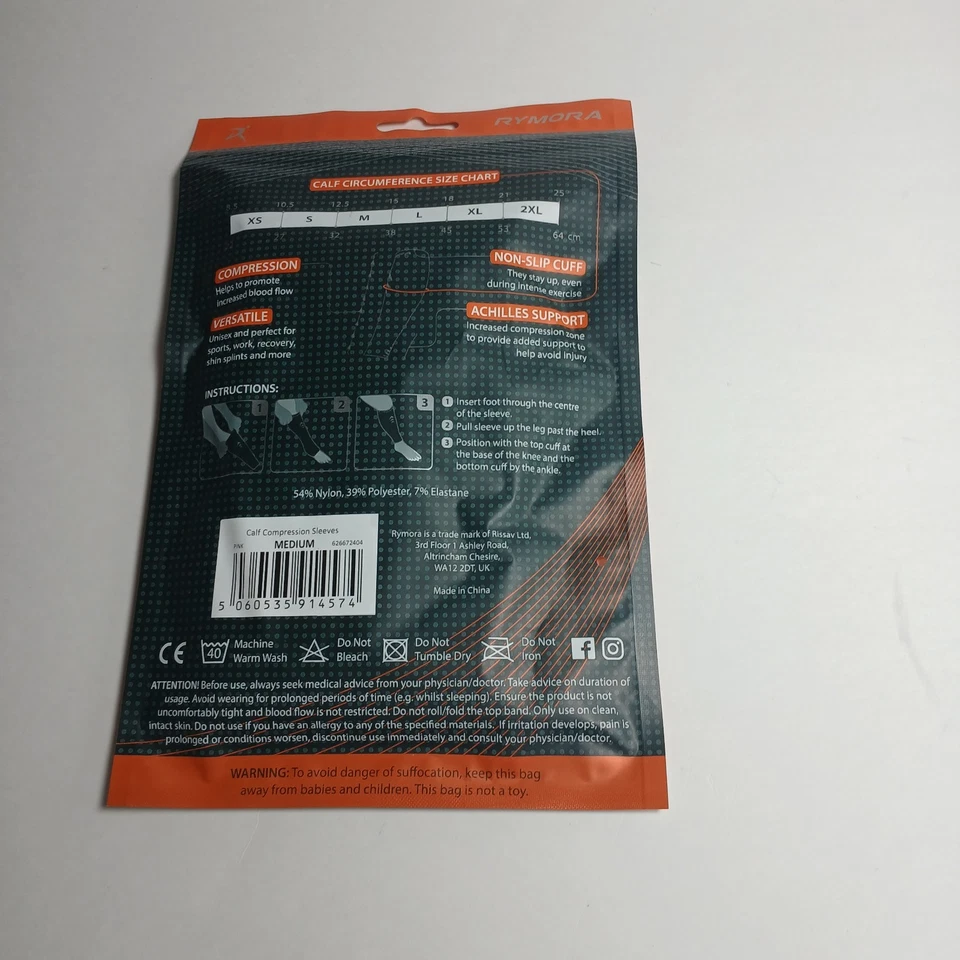 RYMORA
CALF CIRCUMFERENCE SIZE CHART
10.5 12.5 15 18 21 25"
XS S M L XL 2XL
32 38 45 53 64 cm
COMPRESSION
Helps to promote
increased blood flow
NON-SLIP CUFF
They stay up, even
during intense exercise
VERSATILE
Unisex and perfect for
sports, work, recovery,
shin splints and more
ACHILLES SUPPORT
Increased compression zone
to provide added support to
help avoid injury
INSTRUCTIONS:
1 2 3
1 Insert foot through the centre
of the sleeve.
2 Pull sleeve up the leg past the heel.
3 Position with the top cuff at
the base of the knee and the
bottom cuff by the ankle.
54% Nylon, 39% Polyester, 7% Elastane
Calf Compression Sleeves
MEDIUM 626672404
5 060535 914574
Rymora is a trade mark of Rissav Ltd,
3rd Floor 1 Ashley Road,
Altrincham Chesire,
WA12 2DT, UK
Made in China
CE
40
Machine
Warm Wash
Do Not
Bleach
Do Not
Tumble Dry
Do Not
Iron
ATTENTION! Before use, always seek medical advice from your physician/doctor. Take advice on duration of
usage. Avoid wearing for prolonged periods of time (e.g. whilst sleeping). Ensure the product is not
uncomfortably tight and blood flow is not restricted. Do not roll/fold the top band. Only use on clean,
intact skin. Do not use if you have an allergy to any of the specified materials. If irritation develops, pain is
prolonged or conditions worsen, discontinue use immediately and consult your physician/doctor.
WARNING: To avoid danger of suffocation, keep this bag
away from babies and children. This bag is not a toy.